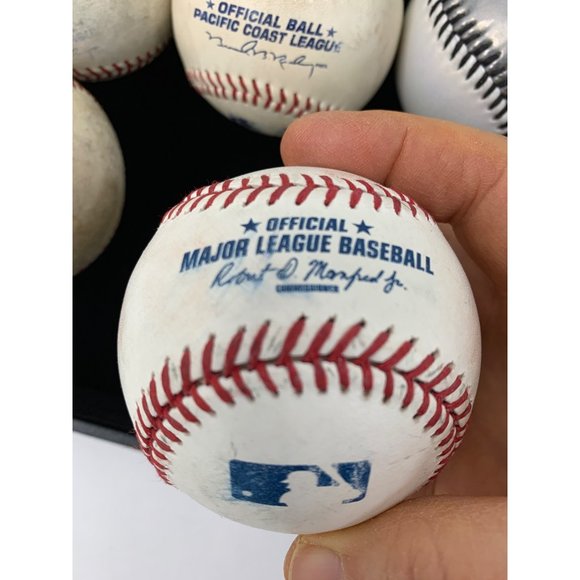 ★ OFFICIAL BALL ★
PACIFIC COAST LEAGUE
★ OFFICIAL ★
MAJOR LEAGUE BASEBALL
Robert D. Manfred Jr.
COMMISSIONER